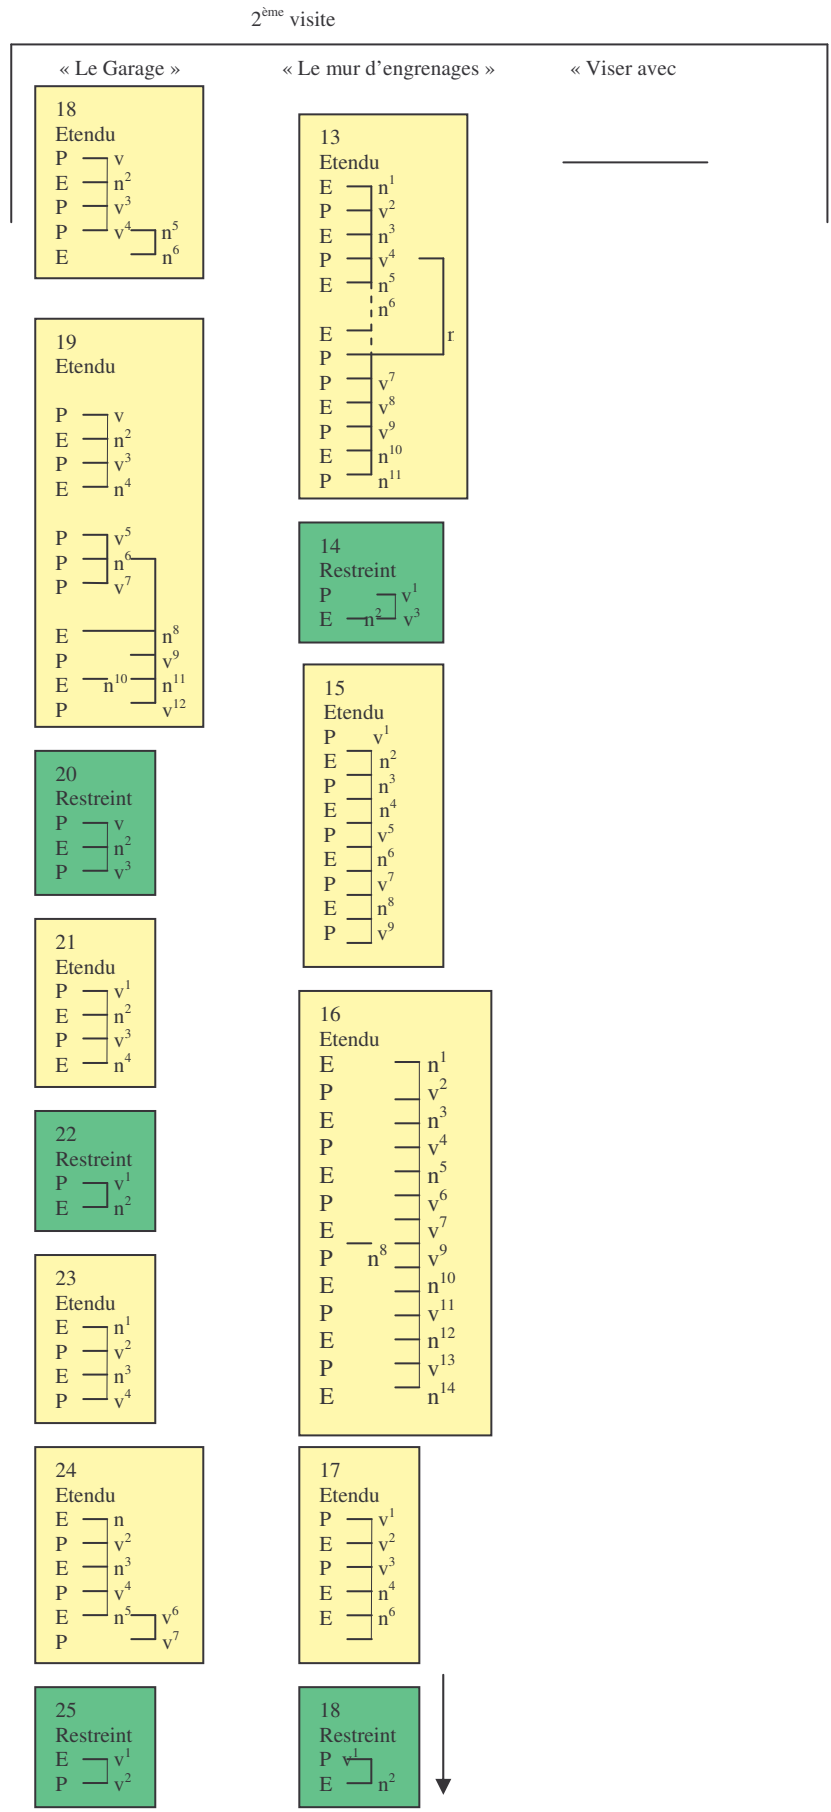 2ème visite
« Le Garage »
« Le mur d’engrenages »
« Viser avec
18
Etendu
P v
E n2
P v3
P v4 n5
E n6
19
Etendu
P v
E n2
P v3
E n4
P v5
P n6
P v7
E n8
P v9
E n10 n11
P v12
20
Restreint
P v
E n2
P v3
21
Etendu
P v1
E n2
P v3
E n4
22
Restreint
P v1
E n2
23
Etendu
E n1
P v2
E n3
P v4
24
Etendu
E n
P v2
E n3
P v4
E n5 v6
P v7
25
Restreint
E v1
P v2
13
Etendu
E n1
P v2
E n3
P v4
E n5
n6
E
P
P v7
E v8
P v9
E n10
P n11
14
Restreint
P v1
E n2 v3
15
Etendu
P v1
E n2
P n3
E n4
P v5
E n6
P v7
E n8
P v9
16
Etendu
E n1
P v2
E n3
P v4
E n5
P v6
E v7
P n8 v9
E n10
P v11
E n12
P v13
E n14
17
Etendu
P v1
E v2
P v3
E n4
E n6
18
Restreint
P v1
E n2